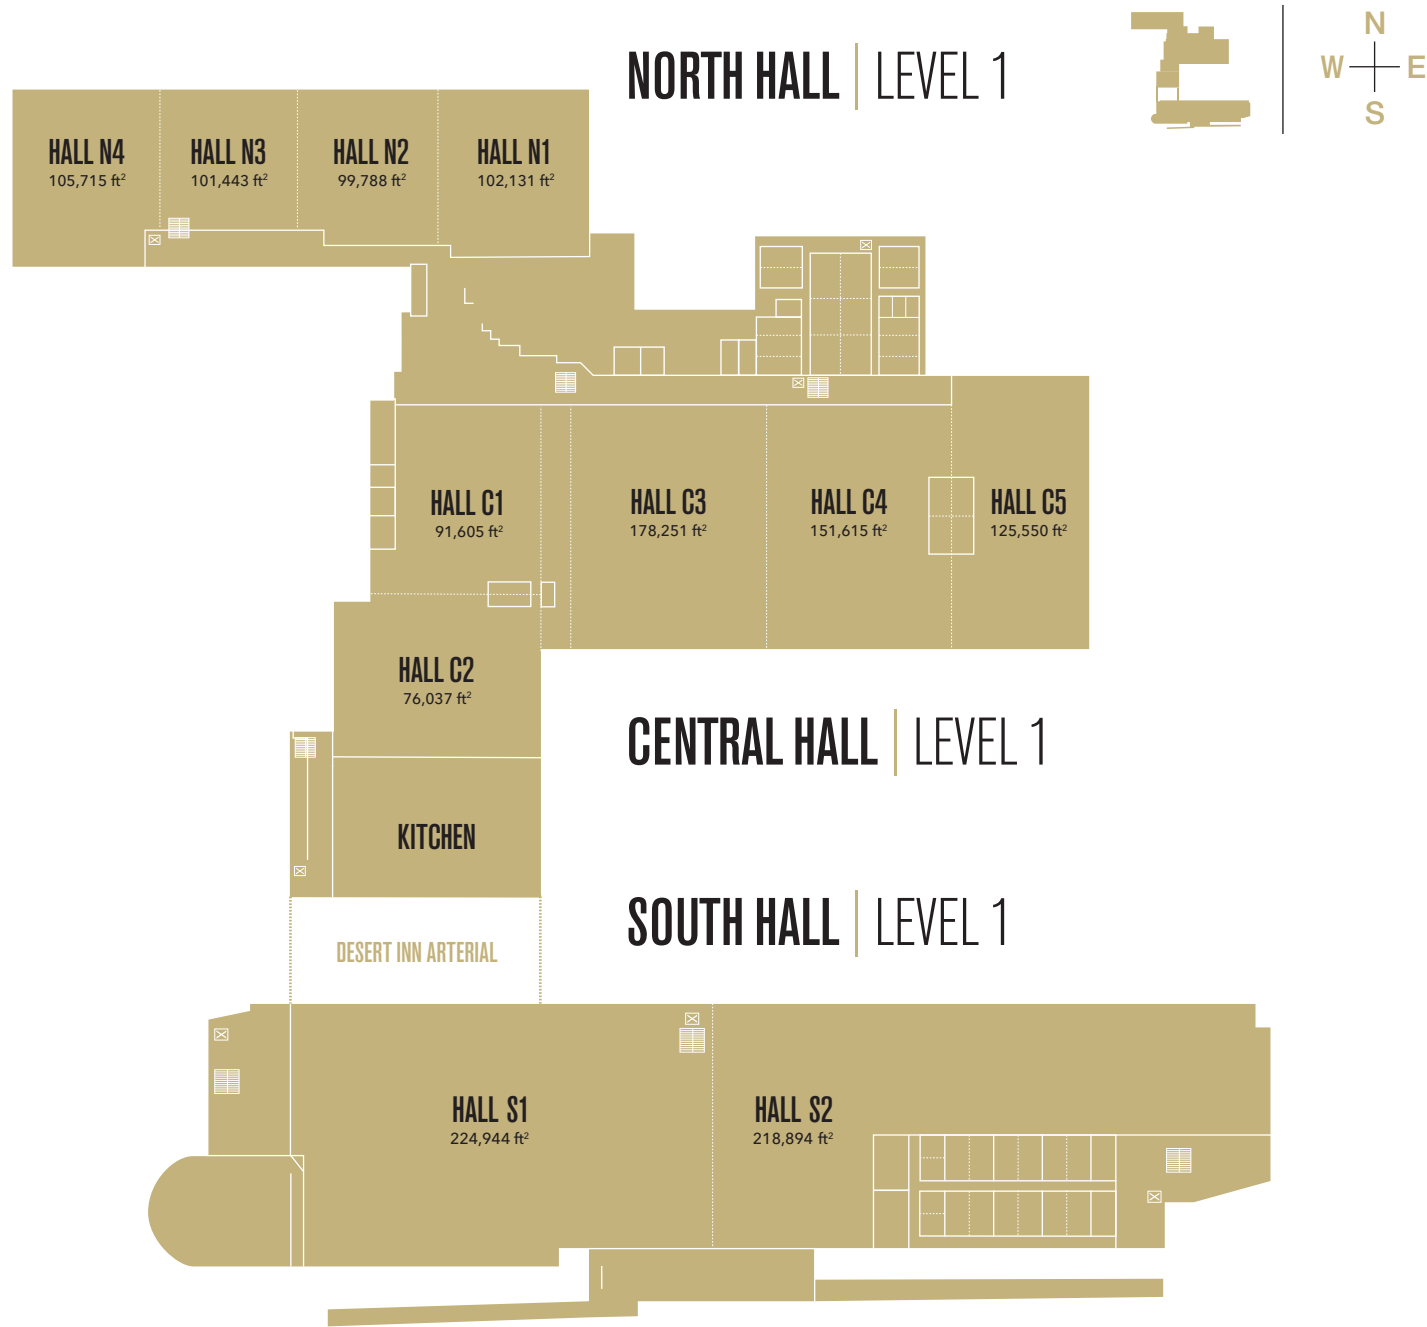 N
W E
S
NORTH HALL | LEVEL 1
HALL N4
105,715 ft²
HALL N3
101,443 ft²
HALL N2
99,788 ft²
HALL N1
102,131 ft²
HALL C1
91,605 ft²
HALL C3
178,251 ft²
HALL C4
151,615 ft²
HALL C5
125,550 ft²
HALL C2
76,037 ft²
CENTRAL HALL | LEVEL 1
KITCHEN
SOUTH HALL | LEVEL 1
DESERT INN ARTERIAL
HALL S1
224,944 ft²
HALL S2
218,894 ft²